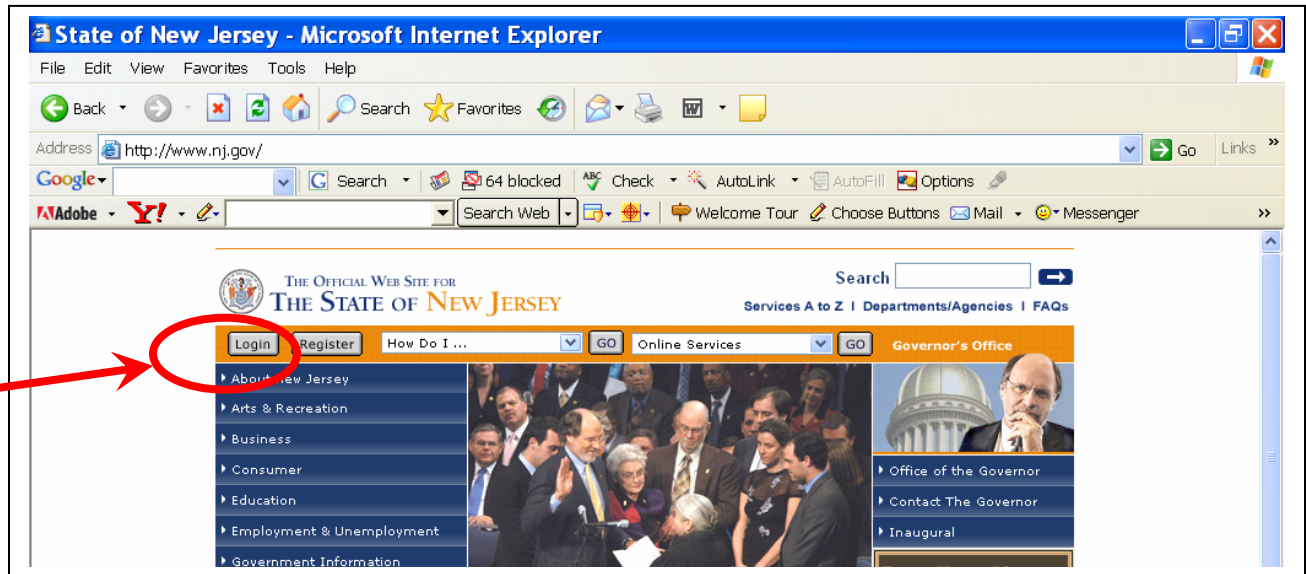 State of New Jersey - Microsoft Internet Explorer
File Edit View Favorites Tools Help
Back Search Favorites
Address http://www.nj.gov/ Go Links »
Google Search 64 blocked ABC Check AutoLink AutoFill Options
Adobe Y! Search Web Welcome Tour Choose Buttons Mail Messenger »
THE OFFICIAL WEB SITE FOR
THE STATE OF NEW JERSEY
Search
Services A to Z | Departments/Agencies | FAQs
Login Register How Do I ... GO Online Services GO Governor's Office
About New Jersey
Arts & Recreation
Business
Consumer
Education
Employment & Unemployment
Government Information
Office of the Governor
Contact The Governor
Inaugural